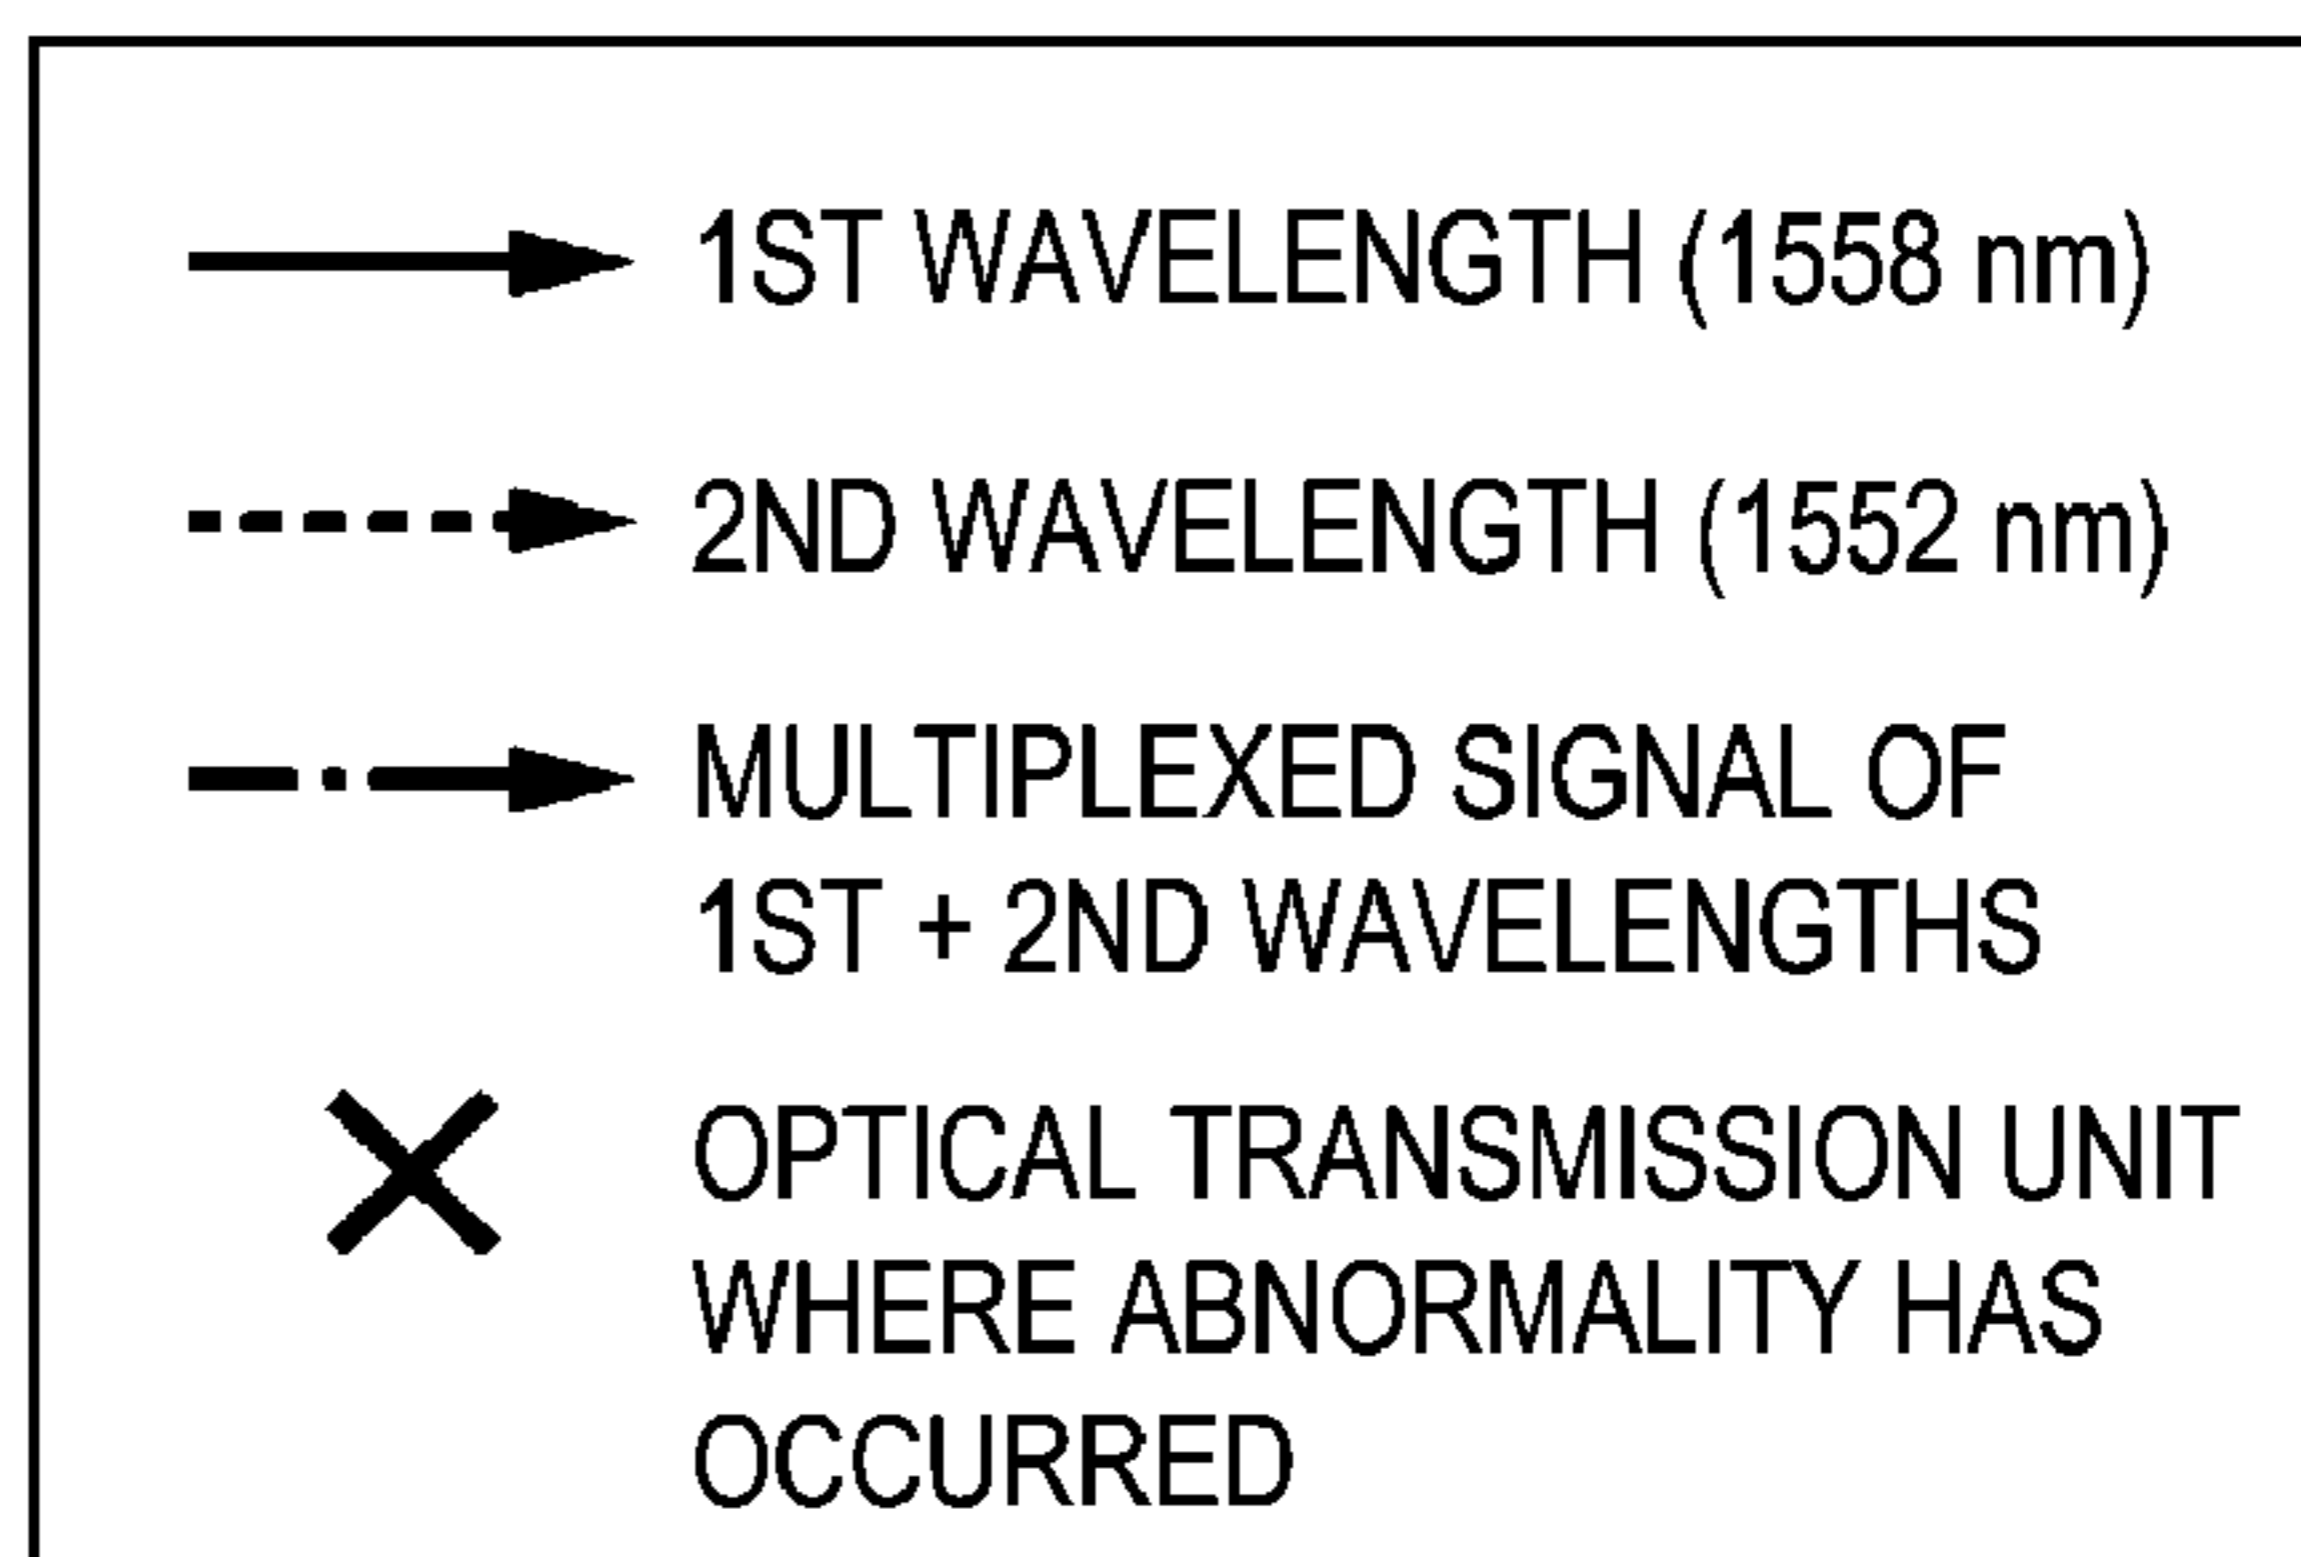 1ST WAVELENGTH (1558 nm)
2ND WAVELENGTH (1552 nm)
MULTIPLEXED SIGNAL OF
1ST + 2ND WAVELENGTHS
OPTICAL TRANSMISSION UNIT
WHERE ABNORMALITY HAS
OCCURRED